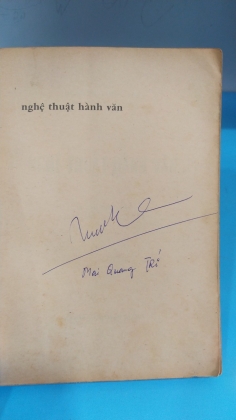 nghệ thuật hành văn
Mai Quang Trí